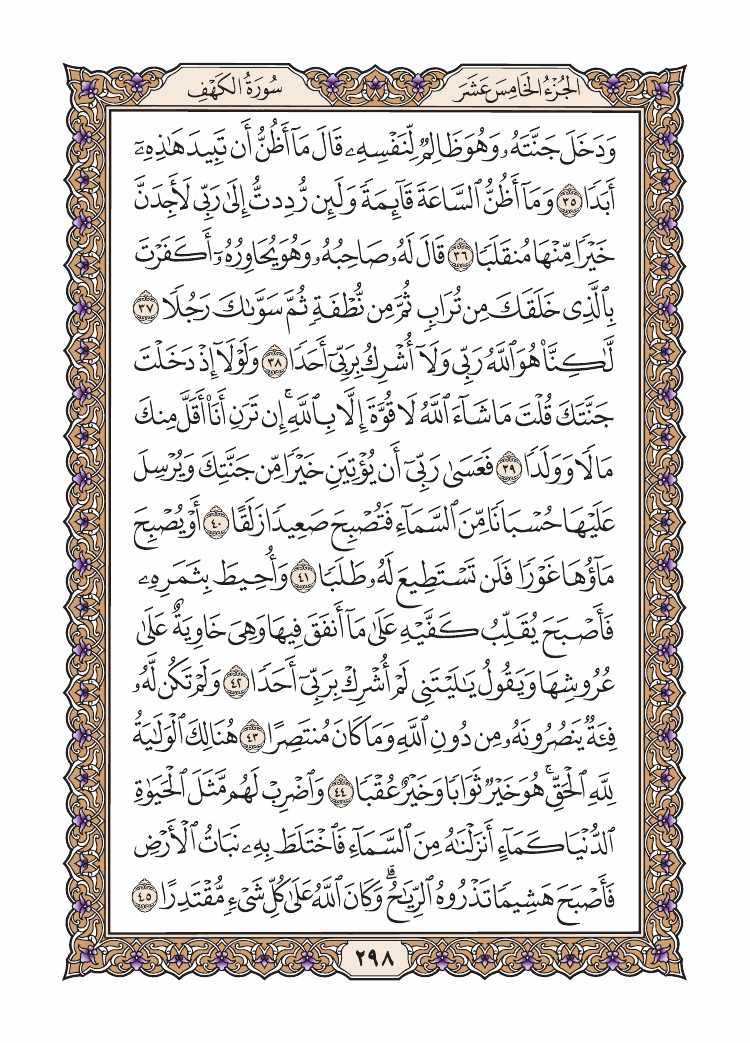 الجُزْءُ الخَامِسَ عَشَرَ
سُورَةُ الكَهْفِ
وَدَخَلَ جَنَّتَهُۥ وَهُوَ ظَالِمٌ لِّنَفْسِهِۦ قَالَ مَآ أَظُنُّ أَن تَبِيدَ هَٰذِهِۦٓ
أَبَدًا ٣٥ وَمَآ أَظُنُّ ٱلسَّاعَةَ قَآئِمَةً وَلَئِن رُّدِدتُّ إِلَىٰ رَبِّى لَأَجِدَنَّ
خَيْرًا مِّنْهَا مُنقَلَبًا ٣٦ قَالَ لَهُۥ صَاحِبُهُۥ وَهُوَ يُحَاوِرُهُۥٓ أَكَفَرْتَ
بِٱلَّذِى خَلَقَكَ مِن تُرَابٍ ثُمَّ مِن نُّطْفَةٍ ثُمَّ سَوَّىٰكَ رَجُلًا ٣٧
لَّٰكِنَّا۠ هُوَ ٱللَّهُ رَبِّى وَلَآ أُشْرِكُ بِرَبِّىٓ أَحَدًا ٣٨ وَلَوْلَآ إِذْ دَخَلْتَ
جَنَّتَكَ قُلْتَ مَا شَآءَ ٱللَّهُ لَا قُوَّةَ إِلَّا بِٱللَّهِ ۚ إِن تَرَنِ أَنَا۠ أَقَلَّ مِنكَ
مَالًا وَوَلَدًا ٣٩ فَعَسَىٰ رَبِّىٓ أَن يُؤْتِيَنِ خَيْرًا مِّن جَنَّتِكَ وَيُرْسِلَ
عَلَيْهَا حُسْبَانًا مِّنَ ٱلسَّمَآءِ فَتُصْبِحَ صَعِيدًا زَلَقًا ٤٠ أَوْ يُصْبِحَ
مَآؤُهَا غَوْرًا فَلَن تَسْتَطِيعَ لَهُۥ طَلَبًا ٤١ وَأُحِيطَ بِثَمَرِهِۦ
فَأَصْبَحَ يُقَلِّبُ كَفَّيْهِ عَلَىٰ مَآ أَنفَقَ فِيهَا وَهِىَ خَاوِيَةٌ عَلَىٰ
عُرُوشِهَا وَيَقُولُ يَٰلَيْتَنِى لَمْ أُشْرِكْ بِرَبِّىٓ أَحَدًا ٤٢ وَلَمْ تَكُن لَّهُۥ
فِئَةٌ يَنصُرُونَهُۥ مِن دُونِ ٱللَّهِ وَمَا كَانَ مُنتَصِرًا ٤٣ هُنَالِكَ ٱلْوَلَٰيَةُ
لِلَّهِ ٱلْحَقِّ ۚ هُوَ خَيْرٌ ثَوَابًا وَخَيْرٌ عُقْبًا ٤٤ وَٱضْرِبْ لَهُم مَّثَلَ ٱلْحَيَوٰةِ
ٱلدُّنْيَا كَمَآءٍ أَنزَلْنَٰهُ مِنَ ٱلسَّمَآءِ فَٱخْتَلَطَ بِهِۦ نَبَاتُ ٱلْأَرْضِ
فَأَصْبَحَ هَشِيمًا تَذْرُوهُ ٱلرِّيَٰحُ ۗ وَكَانَ ٱللَّهُ عَلَىٰ كُلِّ شَىْءٍ مُّقْتَدِرًا ٤٥
٢٩٨